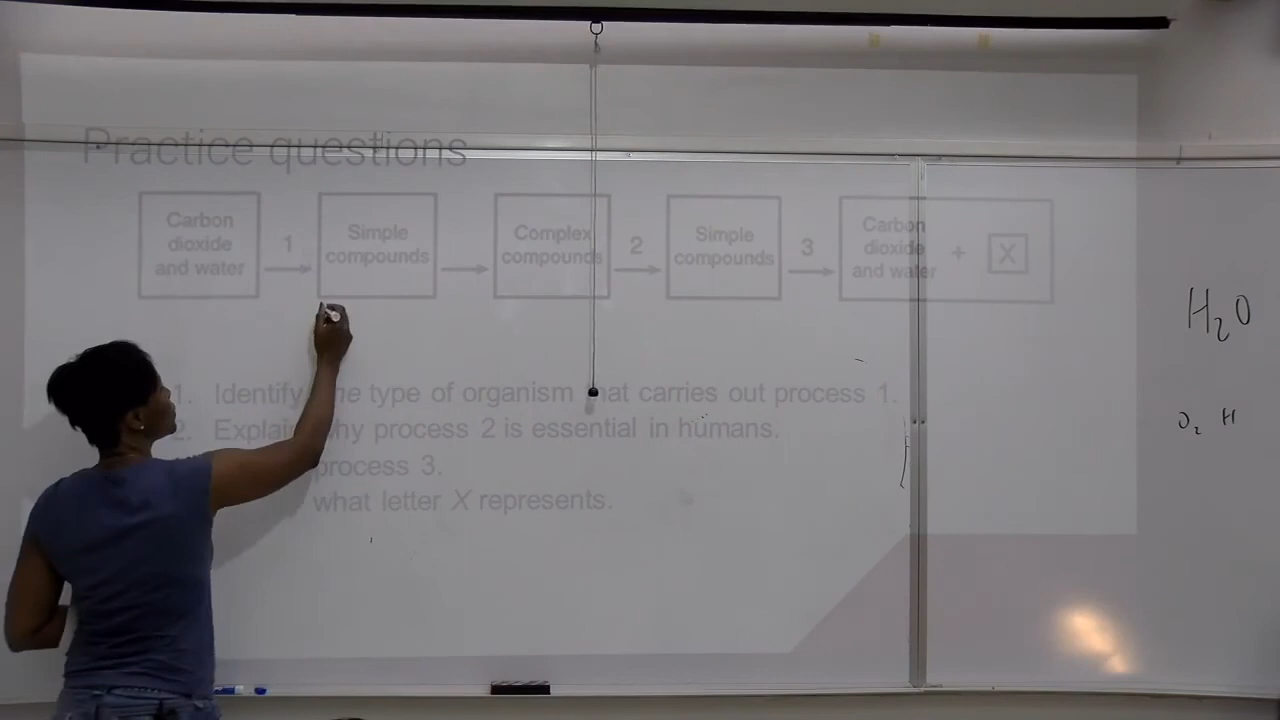 Practice questions
Carbon dioxide and water
1
Simple compounds
Complex compounds
2
Simple compounds
3
Carbon dioxide and water + X
1. Identify the type of organism that carries out process 1.
2. Explain why process 2 is essential in humans.
process 3.
what letter X represents.
H₂O
O₂ H